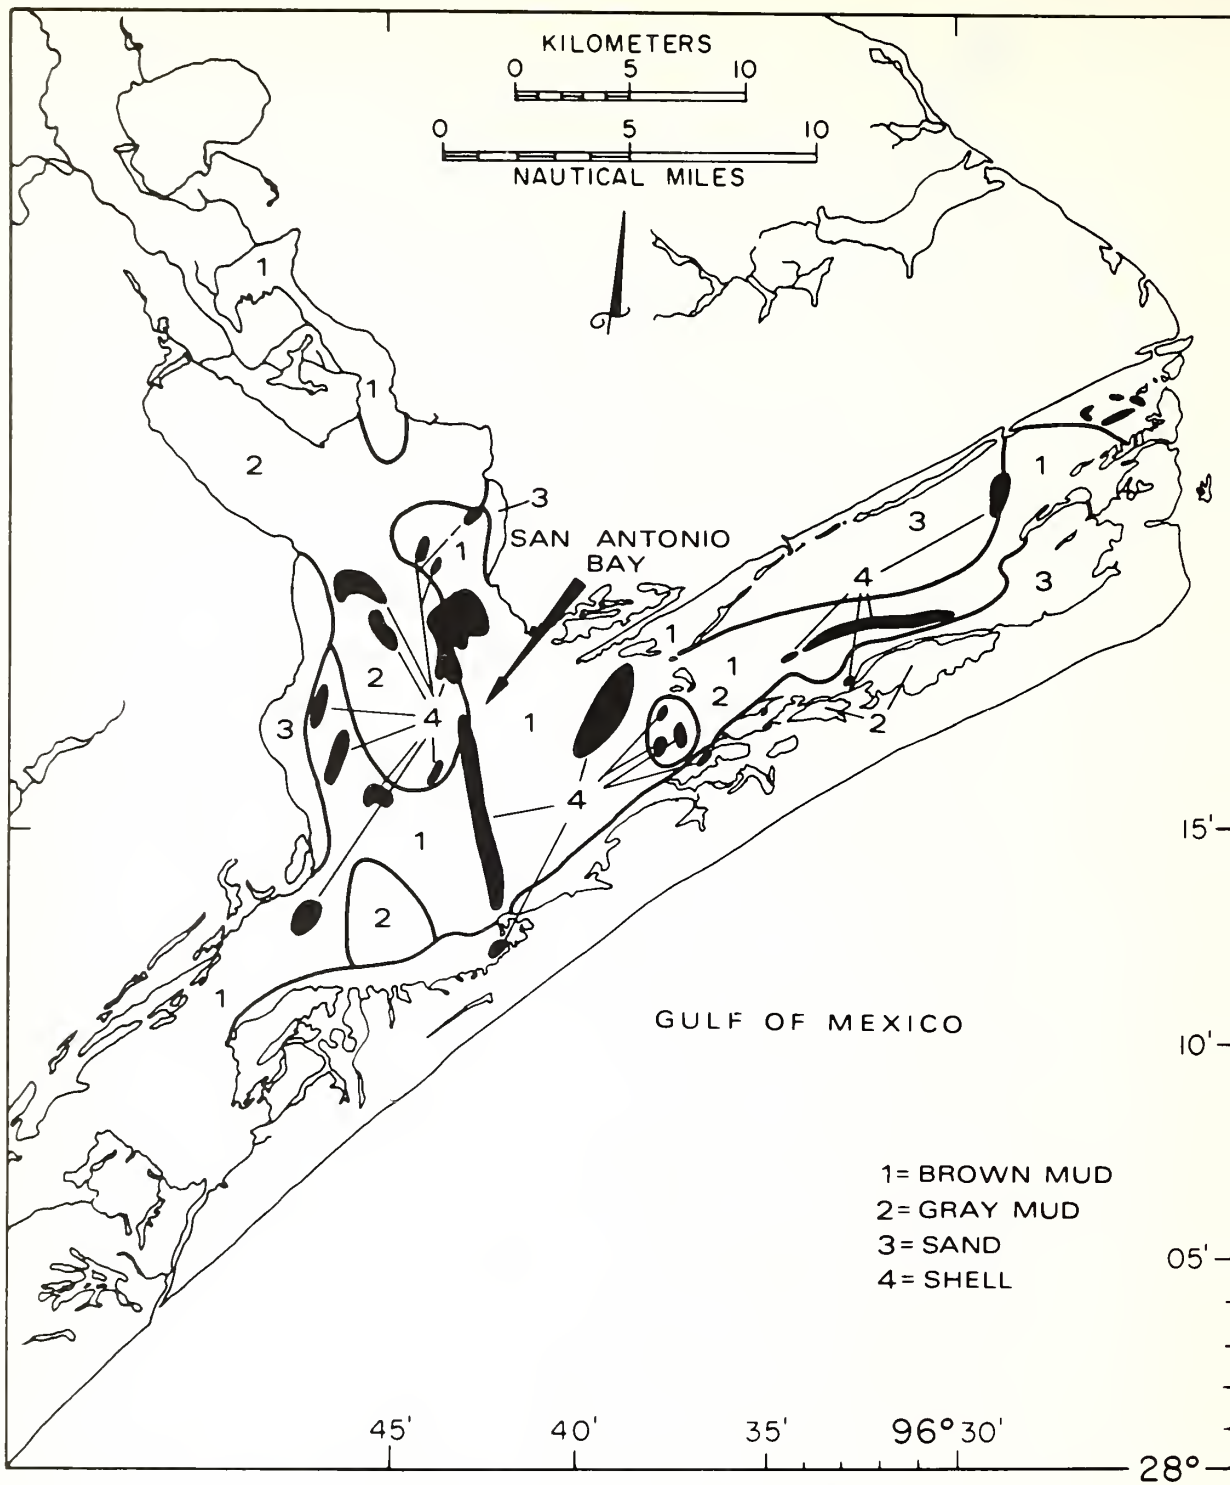 KILOMETERS
0 5 10
0 5 10
NAUTICAL MILES
1
1
2
3
1
SAN ANTONIO
BAY
1
3
4
3
1
1
2
2
3
4
1
2
4
1
2
1
15'
GULF OF MEXICO
10'
1= BROWN MUD
2= GRAY MUD
3= SAND
4= SHELL
05'
45' 40' 35' 96°30'
28°